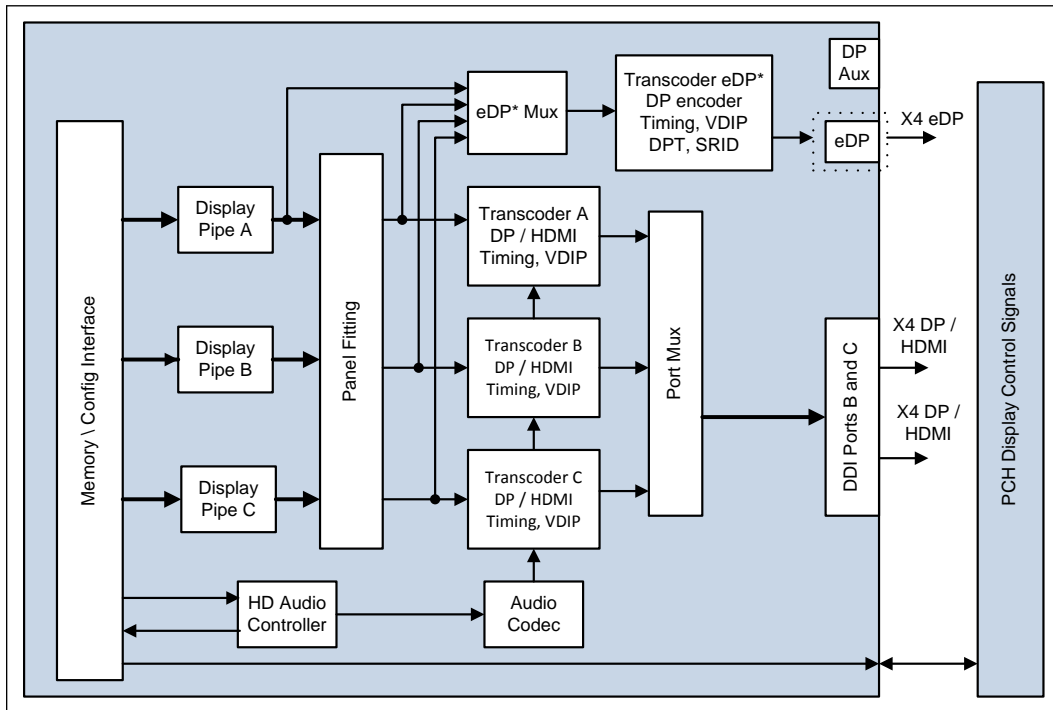 DP
Aux
Transcoder eDP*
DP encoder
Timing, VDIP
DPT, SRID
eDP* Mux
eDP
X4 eDP
Memory \ Config Interface
Display
Pipe A
Display
Pipe B
Display
Pipe C
Panel Fitting
Transcoder A
DP / HDMI
Timing, VDIP
Transcoder B
DP / HDMI
Timing, VDIP
Transcoder C
DP / HDMI
Timing, VDIP
Port Mux
DDI Ports B and C
X4 DP /
HDMI
X4 DP /
HDMI
PCH Display Control Signals
HD Audio
Controller
Audio
Codec